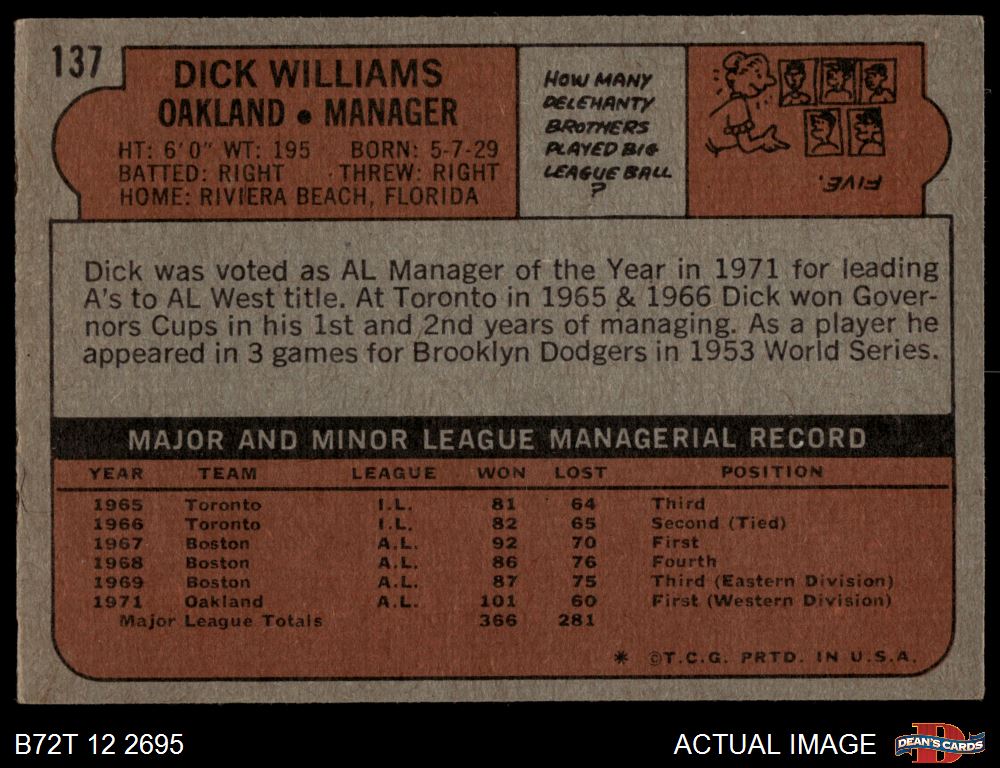 137
DICK WILLIAMS
OAKLAND • MANAGER
HT: 6'0" WT: 195 BORN: 5-7-29
BATTED: RIGHT THREW: RIGHT
HOME: RIVIERA BEACH, FLORIDA
HOW MANY
DELEHANTY
BROTHERS
PLAYED BIG
LEAGUE BALL
?
FIVE.
Dick was voted as AL Manager of the Year in 1971 for leading
A's to AL West title. At Toronto in 1965 & 1966 Dick won Gover-
nors Cups in his 1st and 2nd years of managing. As a player he
appeared in 3 games for Brooklyn Dodgers in 1953 World Series.
MAJOR AND MINOR LEAGUE MANAGERIAL RECORD
YEAR TEAM LEAGUE WON LOST POSITION
1965 Toronto I.L. 81 64 Third
1966 Toronto I.L. 82 65 Second (Tied)
1967 Boston A.L. 92 70 First
1968 Boston A.L. 86 76 Fourth
1969 Boston A.L. 87 75 Third (Eastern Division)
1971 Oakland A.L. 101 60 First (Western Division)
Major League Totals 366 281
* ©T.C.G. PRTD. IN U.S.A.
B72T 12 2695
ACTUAL IMAGE
D
DEAN'S CARDS